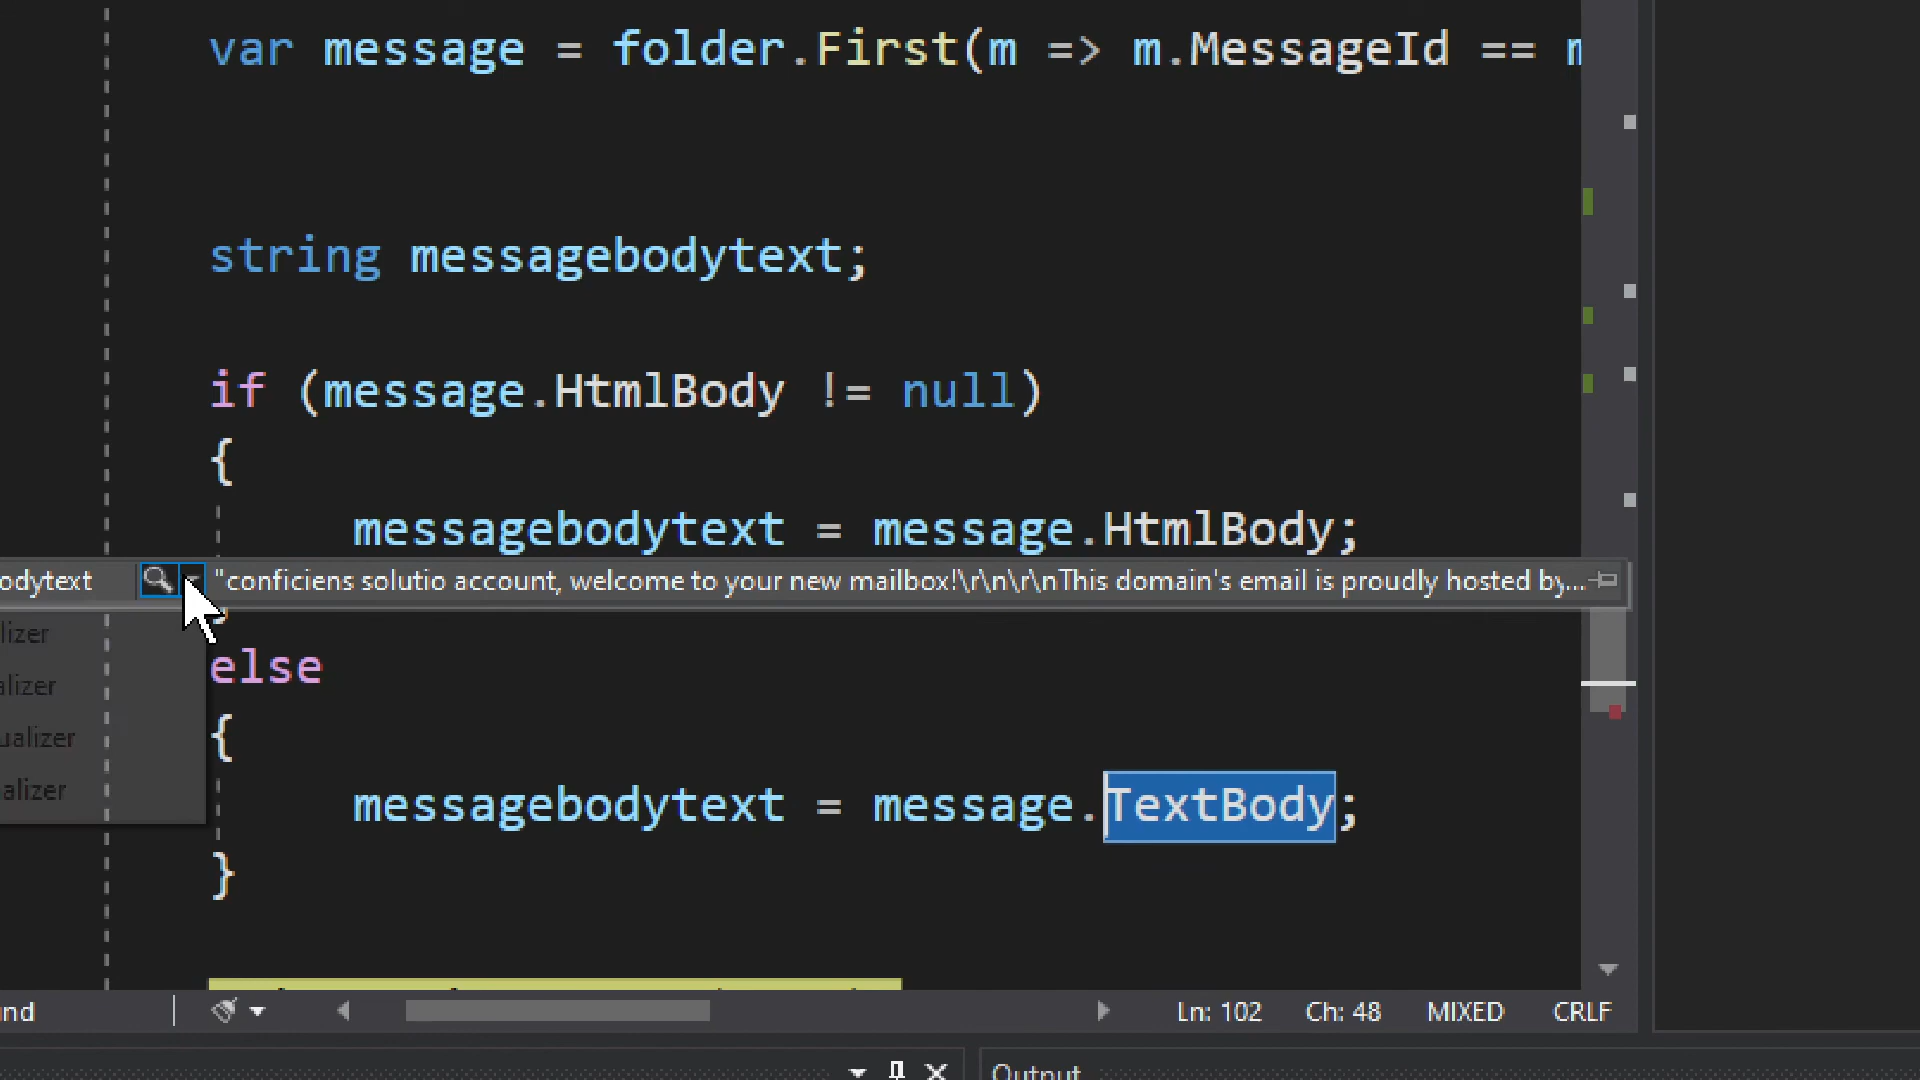 var message = folder.First(m => m.MessageId == m
string messagebodytext;
if (message.HtmlBody != null)
{
messagebodytext = message.HtmlBody;
odytext "conficiens solutio account, welcome to your new mailbox!\r\n\r\nThis domain's email is proudly hosted by...
}
lizer
else
alizer
{
ualizer
alizer
messagebodytext = message.TextBody;
}
nd
Ln: 102 Ch: 48 MIXED CRLF
Output